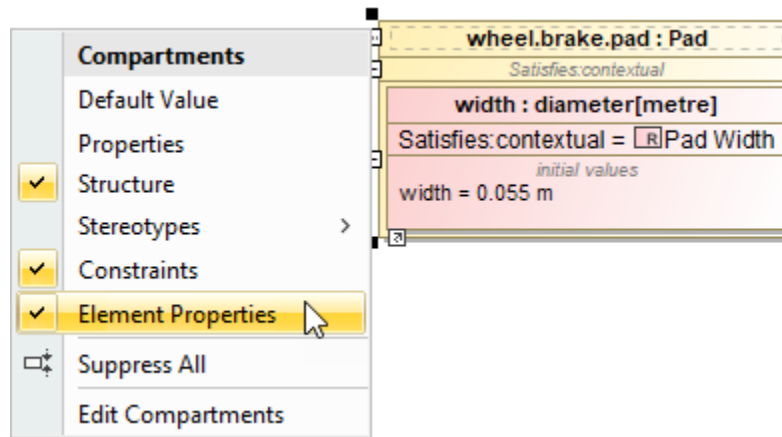 Compartments
Default Value
Properties
Structure
Stereotypes
Constraints
Element Properties
Suppress All
Edit Compartments
wheel.brake.pad : Pad
Satisfies:contextual
width : diameter[metre]
Satisfies:contextual = R Pad Width
initial values
width = 0.055 m